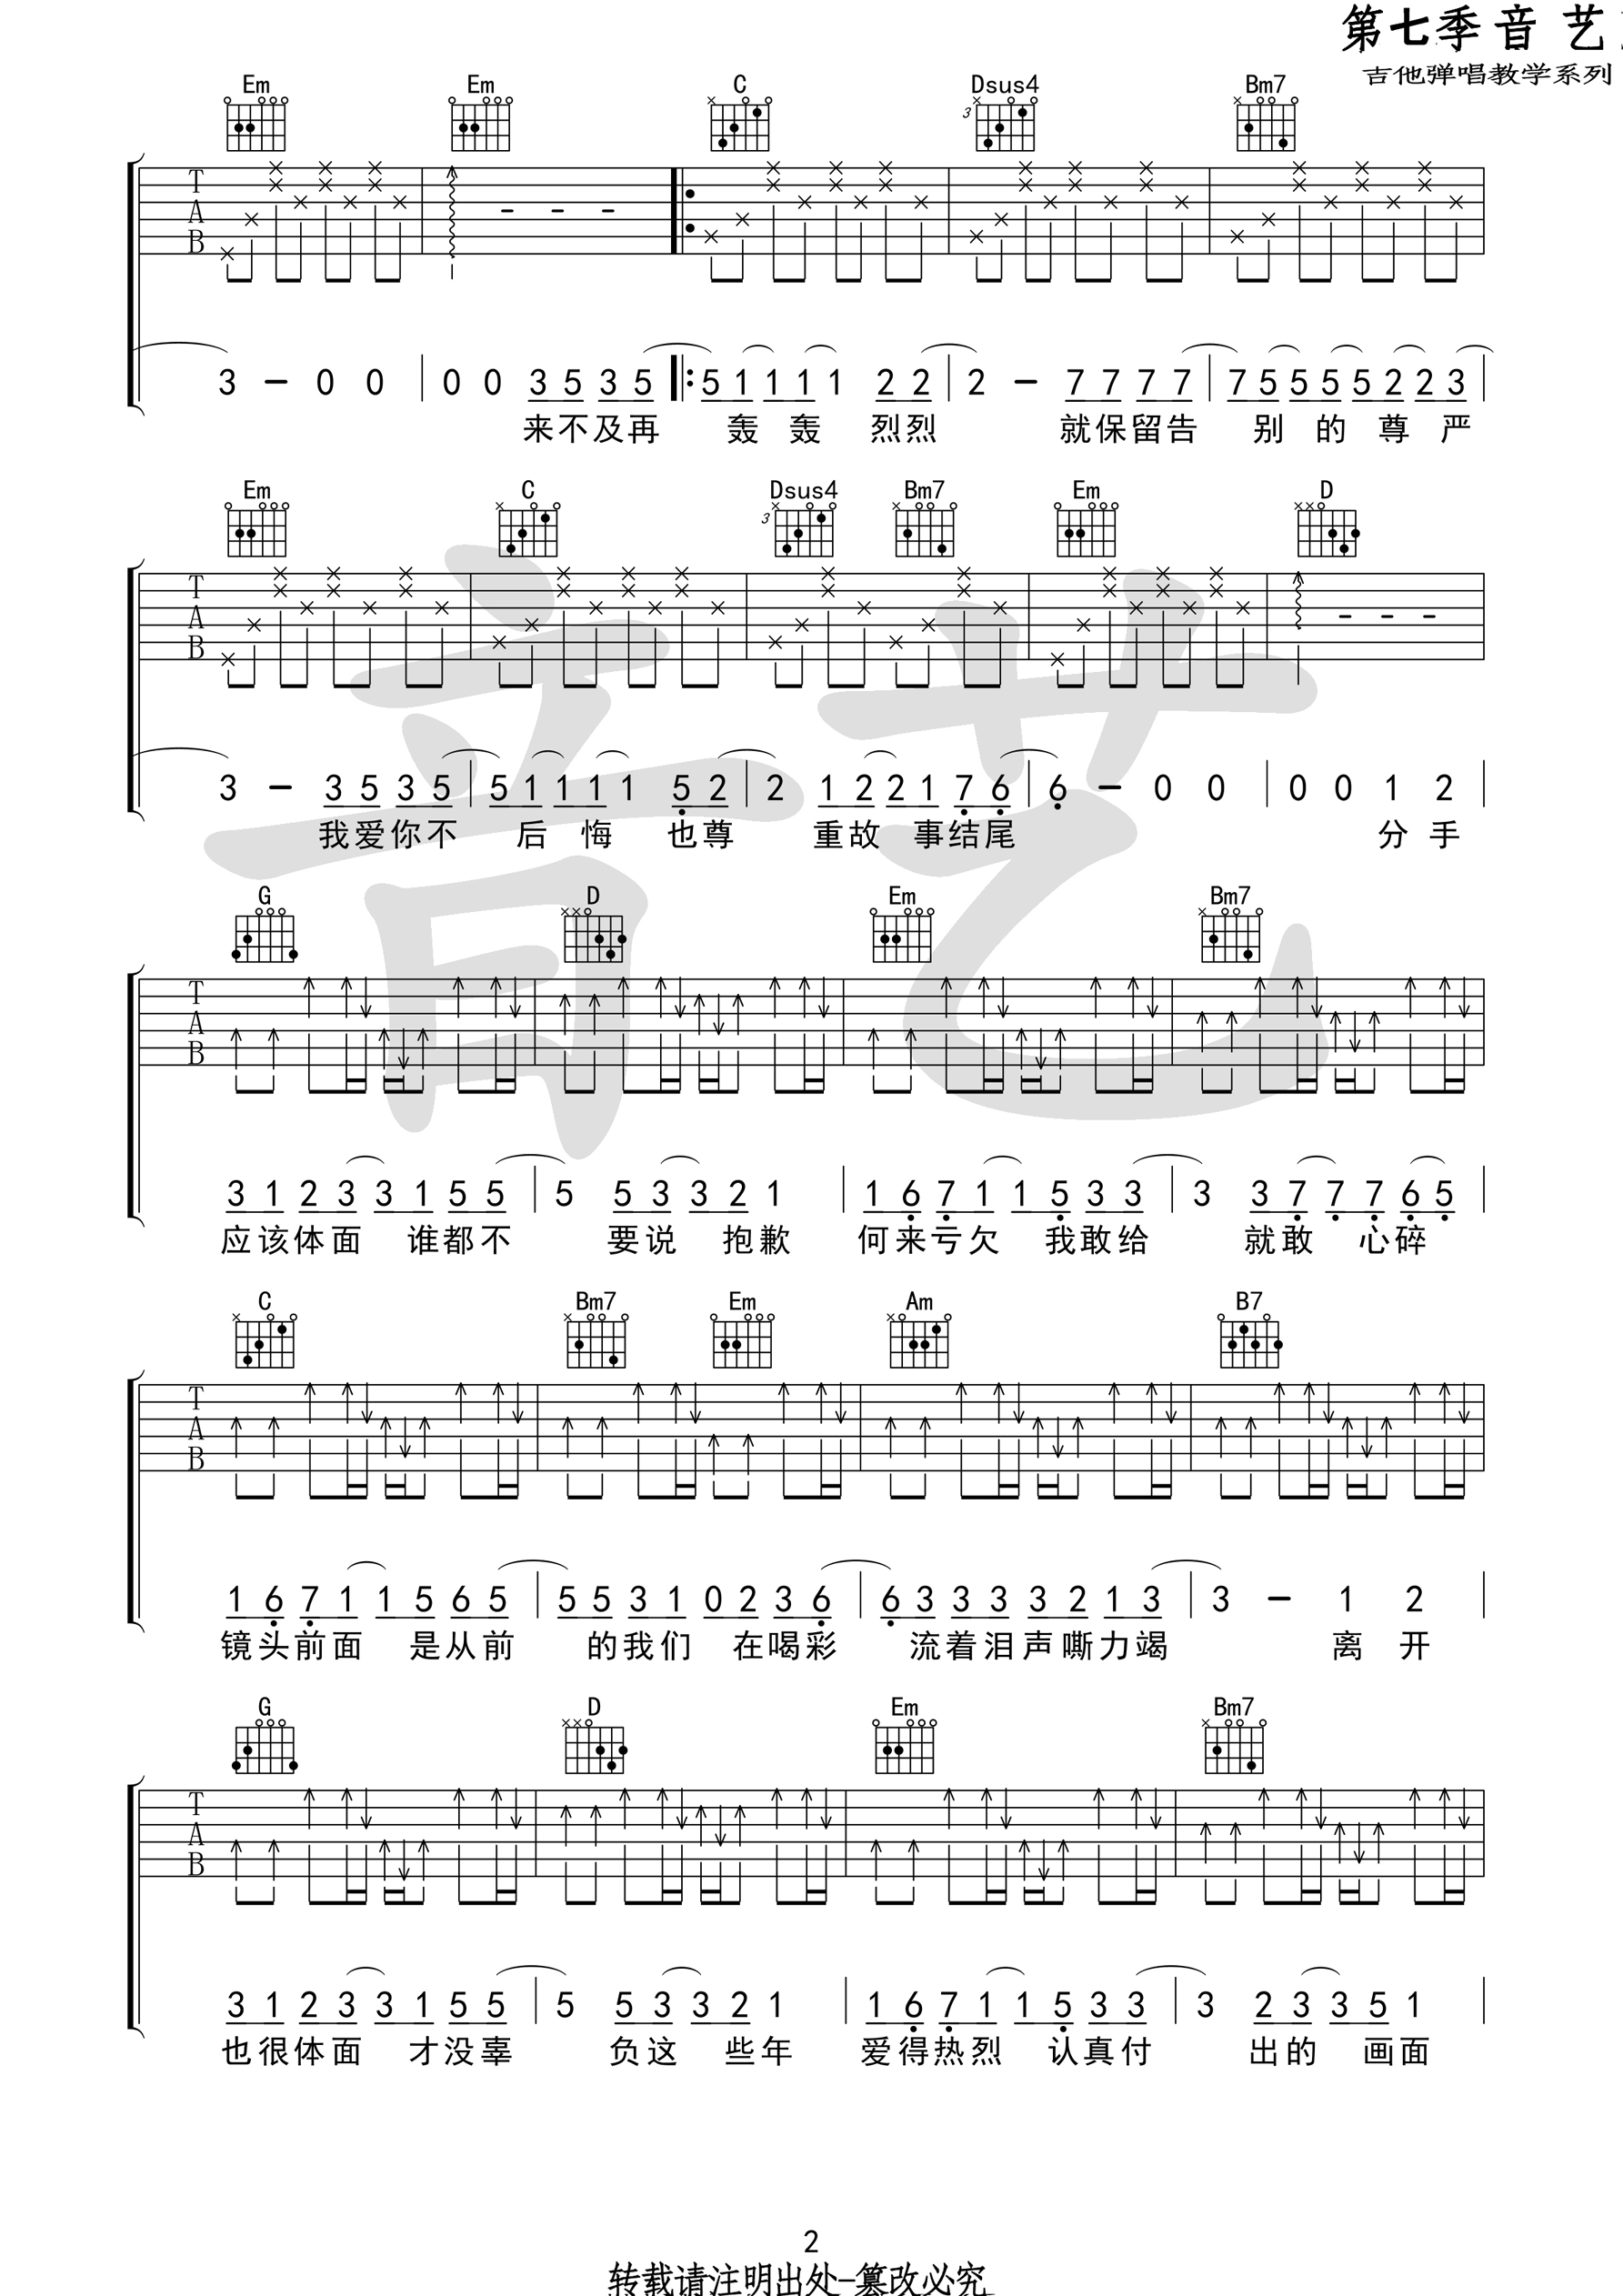 第七季音 艺
吉他弹唱教学系列
Em Em C Dsus4 Bm7
3
T
A
B
3 - 0 0 0 0 3 5 3 5 5 1 1 1 1 2 2 2 - 7 7 7 7 7 5 5 5 5 2 2 3
来不及再 轰 轰 烈烈 就保留告 别 的 尊 严
Em C Dsus4 Bm7 Em D
3
T
A
B
3 - 3 5 3 5 5 1 1 1 1 5 2 2 1 2 2 1 7 6 6 - 0 0 0 0 1 2
我爱你不 后 悔 也尊 重故 事结尾 分 手
G D Em Bm7
T
A
B
3 1 2 3 3 1 5 5 5 5 3 3 2 1 1 6 7 1 1 5 3 3 3 3 7 7 7 6 5
应该体面 谁都不 要说 抱歉 何来亏欠 我敢给 就敢 心碎
C Bm7 Em Am B7
T
A
B
1 6 7 1 1 5 6 5 5 5 3 1 0 2 3 6 6 3 3 3 3 2 1 3 3 - 1 2
镜头前面 是从前 的我们 在喝彩 流着泪声嘶力竭 离 开
G D Em Bm7
T
A
B
3 1 2 3 3 1 5 5 5 5 3 3 2 1 1 6 7 1 1 5 3 3 3 2 3 3 5 1
也很体面 才没辜 负这 些年 爱得热烈 认真付 出的 画面
音艺
2
转载请注明出处-篡改必究